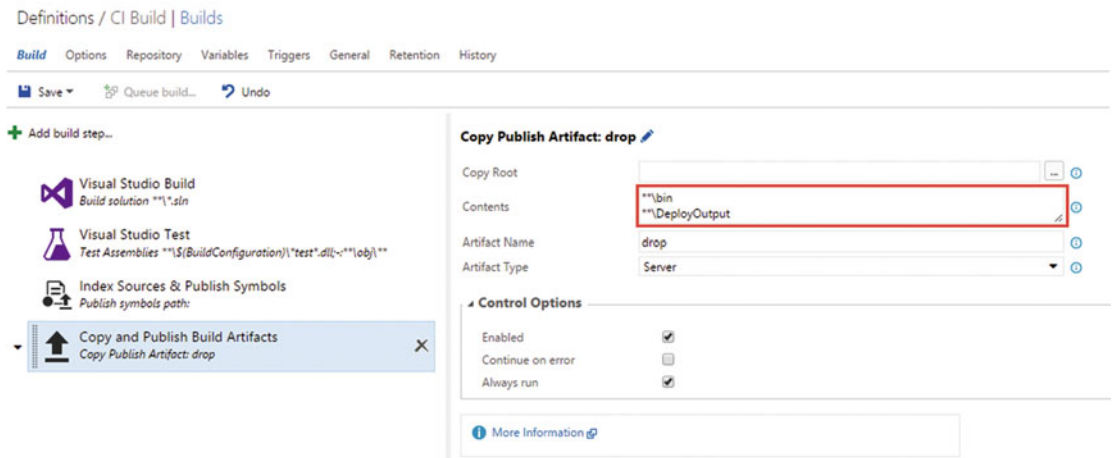 Definitions / CI Build | Builds
Build Options Repository Variables Triggers General Retention History
Save Queue build... Undo
Add build step...
Visual Studio Build
Build solution **\*.sln
Visual Studio Test
Test Assemblies **\$(BuildConfiguration)\*test*.dll;-:**\obj\**
Index Sources & Publish Symbols
Publish symbols path:
Copy and Publish Build Artifacts
Copy Publish Artifact: drop
Copy Publish Artifact: drop
Copy Root
...
Contents
**\bin
**\DeployOutput
Artifact Name drop
Artifact Type Server
Control Options
Enabled
Continue on error
Always run
More Information